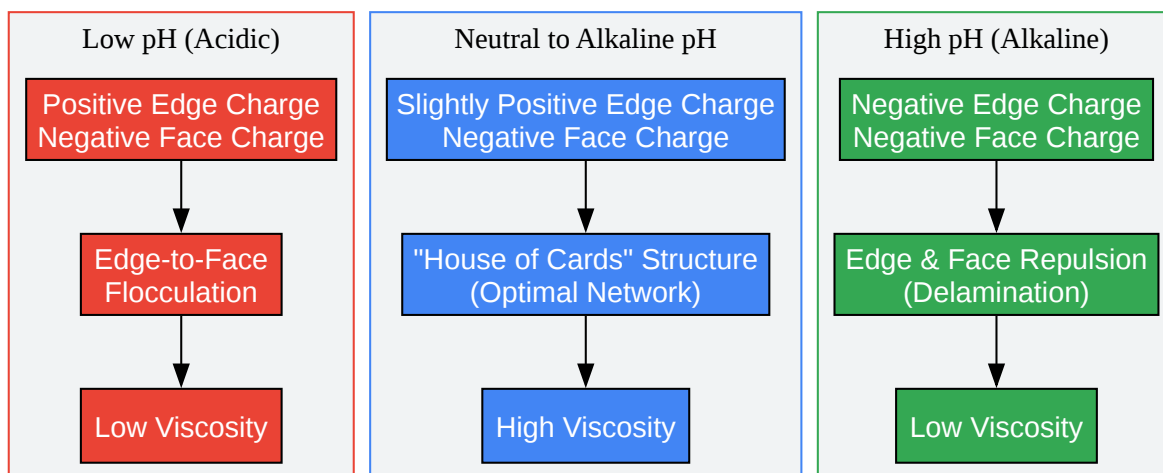 Low pH (Acidic)
Positive Edge Charge
Negative Face Charge
Edge-to-Face
Flocculation
Low Viscosity
Neutral to Alkaline pH
Slightly Positive Edge Charge
Negative Face Charge
"House of Cards" Structure
(Optimal Network)
High Viscosity
High pH (Alkaline)
Negative Edge Charge
Negative Face Charge
Edge & Face Repulsion
(Delamination)
Low Viscosity